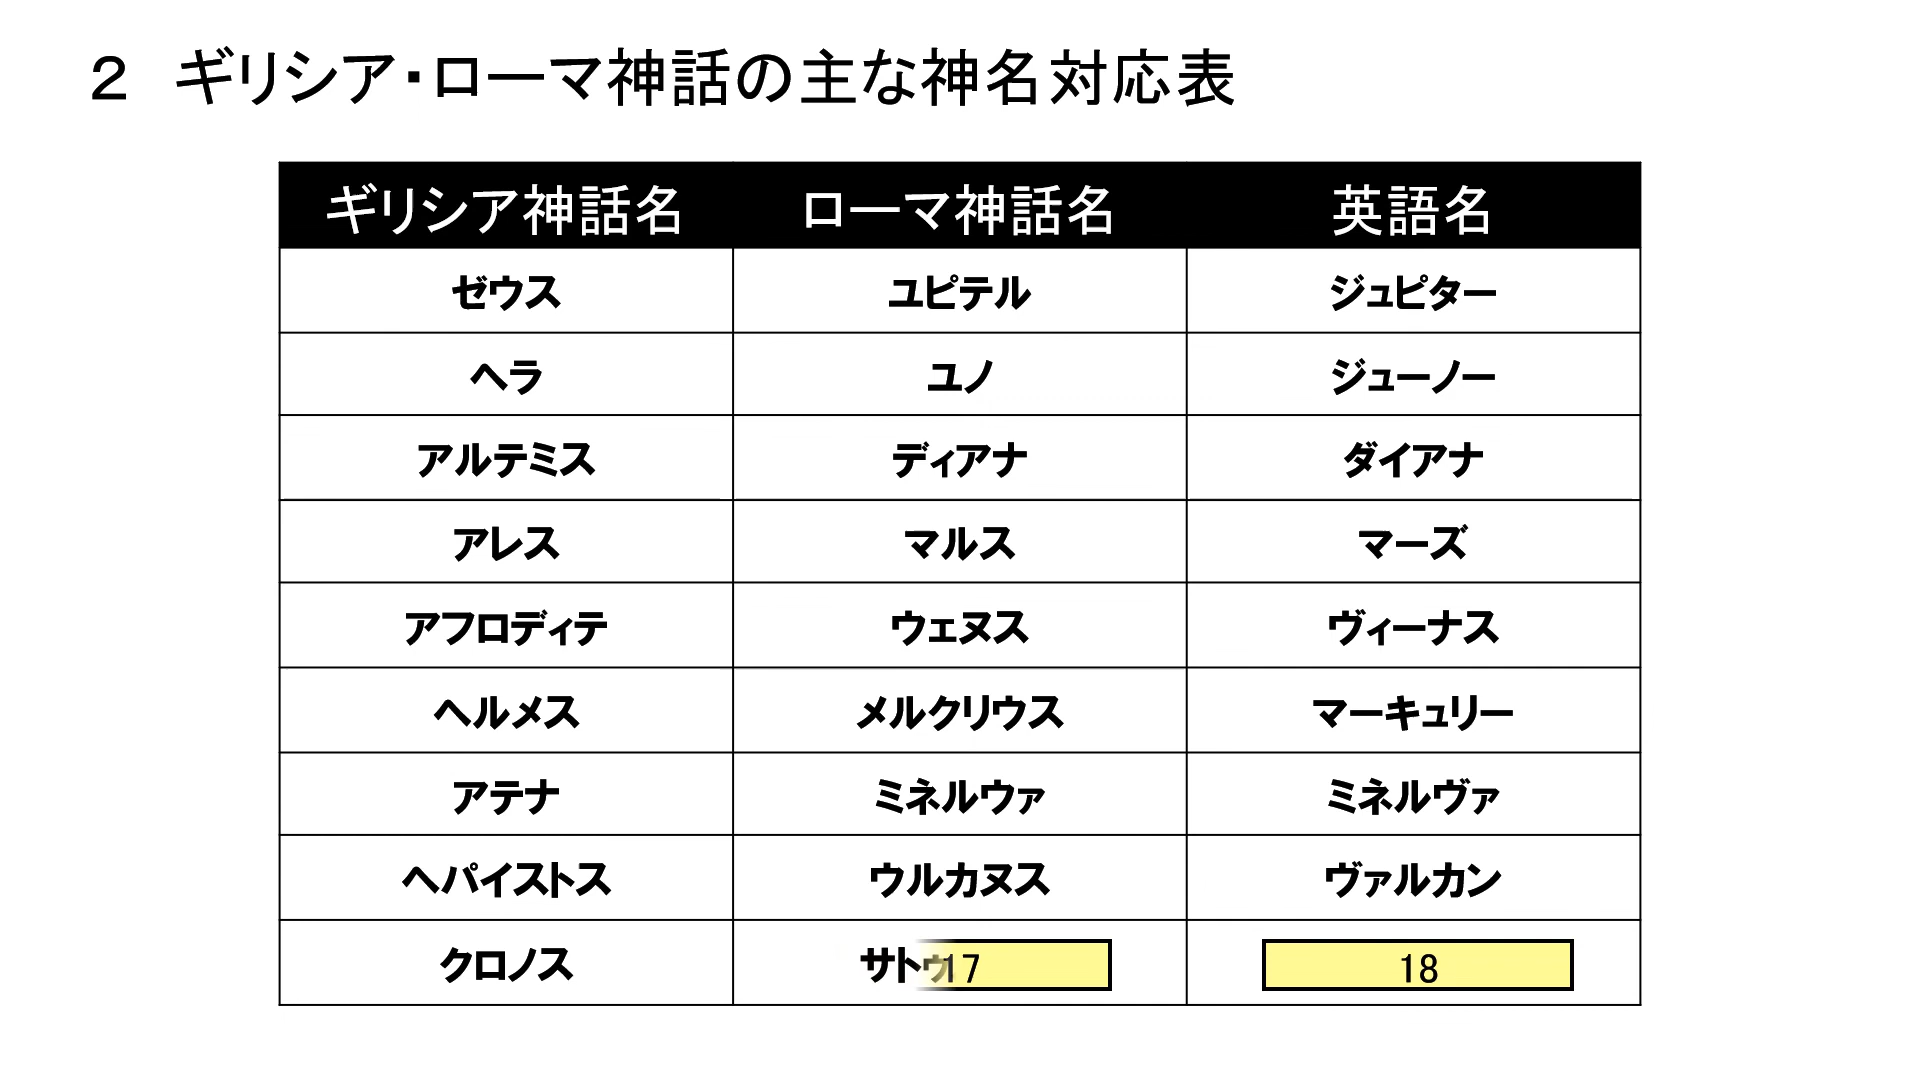 2 ギリシア・ローマ神話の主な神名対応表
ギリシア神話名 ローマ神話名 英語名
ゼウス ユピテル ジュピター
ヘラ ユノ ジューノー
アルテミス ディアナ ダイアナ
アレス マルス マーズ
アフロディテ ウェヌス ヴィーナス
ヘルメス メルクリウス マーキュリー
アテナ ミネルウァ ミネルヴァ
ヘパイストス ウルカヌス ヴァルカン
クロノス サトゥ 17 18